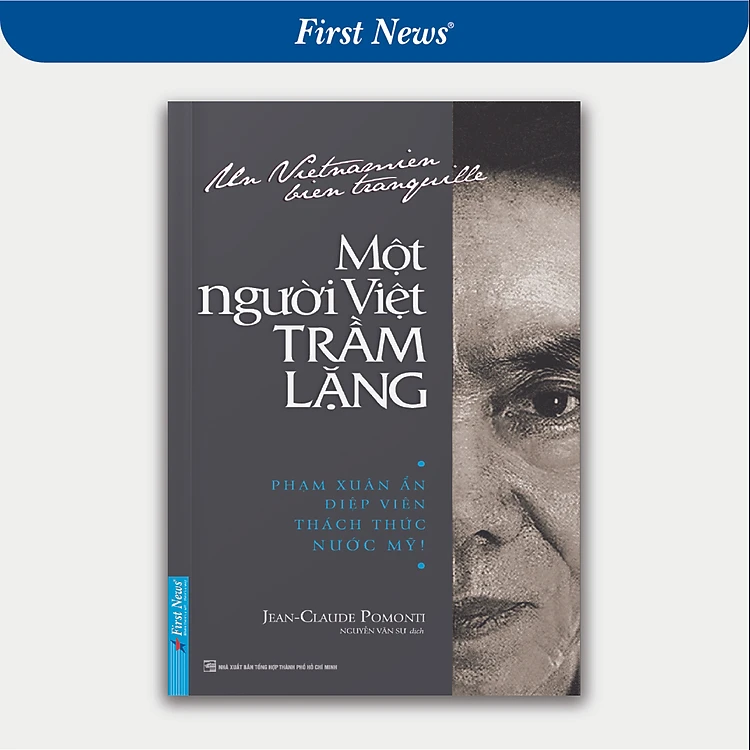 First News®
Un Vietnamien
bien tranquille
Một
người Việt
TRẦM
LẶNG
PHẠM XUÂN ẨN
ĐIỆP VIÊN
THÁCH THỨC
NƯỚC MỸ!
JEAN-CLAUDE POMONTI
NGUYỄN VĂN SỰ dịch
First News®
NHÀ XUẤT BẢN TỔNG HỢP THÀNH PHỐ HỒ CHÍ MINH